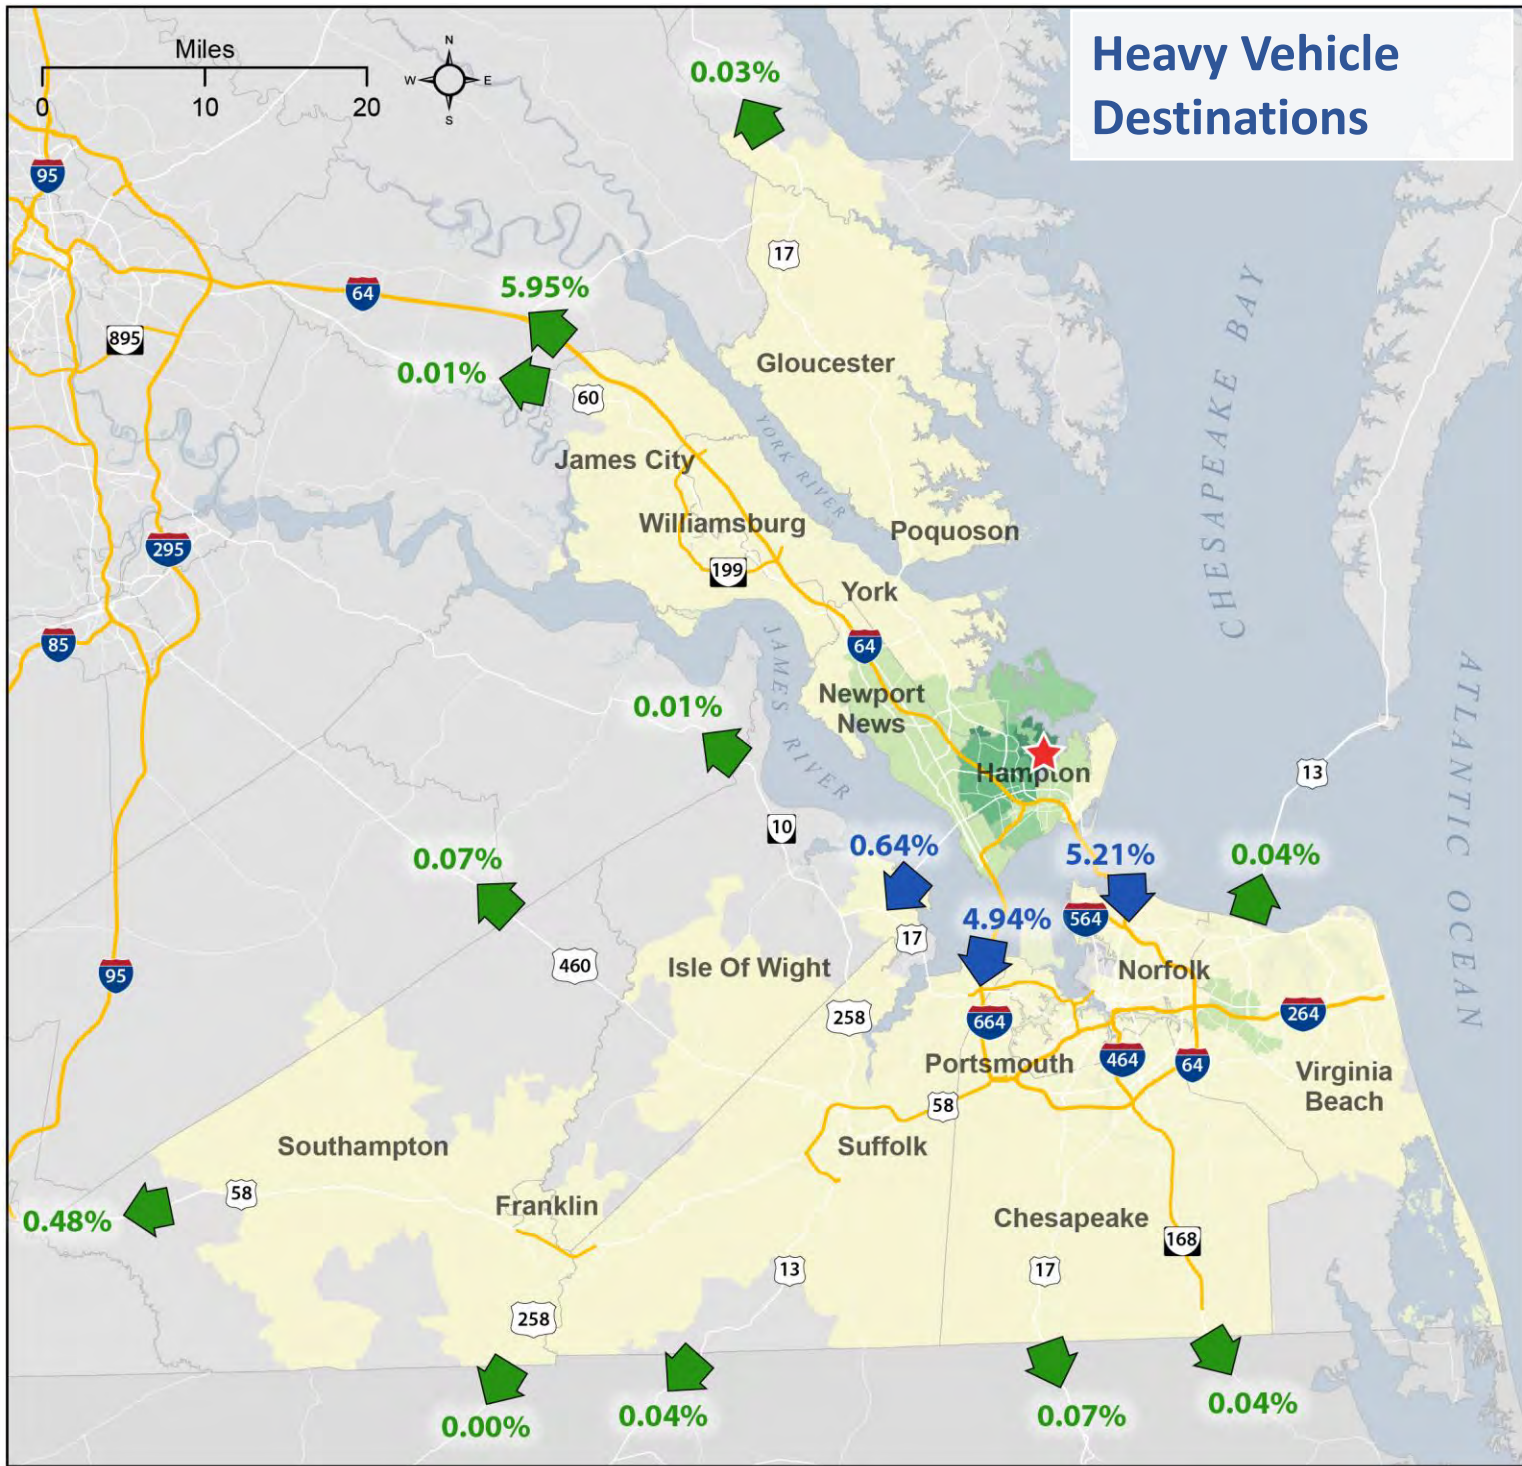 Heavy Vehicle
Destinations
Miles
0
10
20
N
W
E
S
0.03%
95
17
64
5.95%
895
0.01%
60
Gloucester
CHESAPEAKE BAY
James City
YORK RIVER
Williamsburg
Poquoson
295
199
York
85
64
JAMES RIVER
Newport
News
0.01%
ATLANTIC OCEAN
Hampton
13
10
0.64%
5.21%
0.04%
0.07%
4.94%
564
17
460
Isle Of Wight
Norfolk
95
258
664
264
Portsmouth
464
64
Virginia
Beach
58
Southampton
Suffolk
58
Franklin
0.48%
Chesapeake
168
13
17
258
0.00%
0.04%
0.07%
0.04%